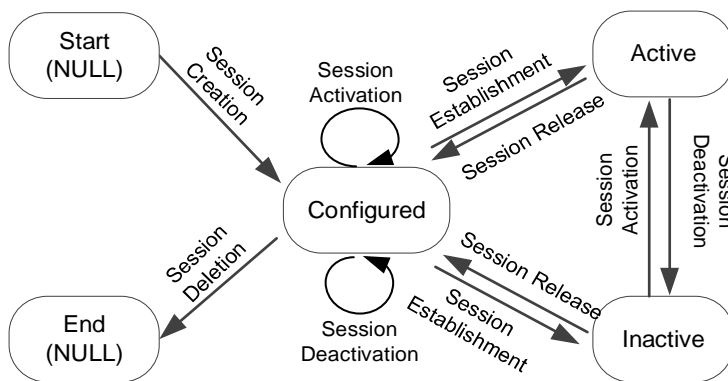 Start
(NULL)
Session
Creation
Session
Activation
Session
Establishment
Session Release
Active
Configured
Session
Activation
Session
Deactivation
Session
Deletion
Session Release
Session
Establishment
Session
Deactivation
End
(NULL)
Inactive